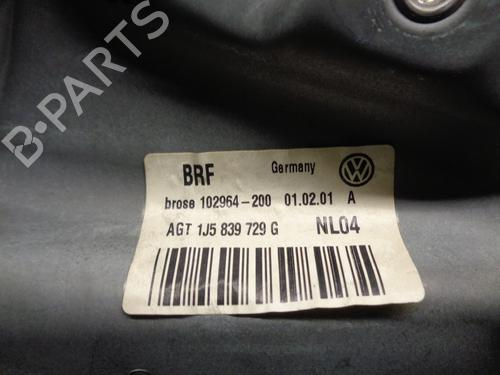 B-PARTS
BRF Germany
brose 102964-200 01.02.01 A
AGT 1J5 839 729 G NL04